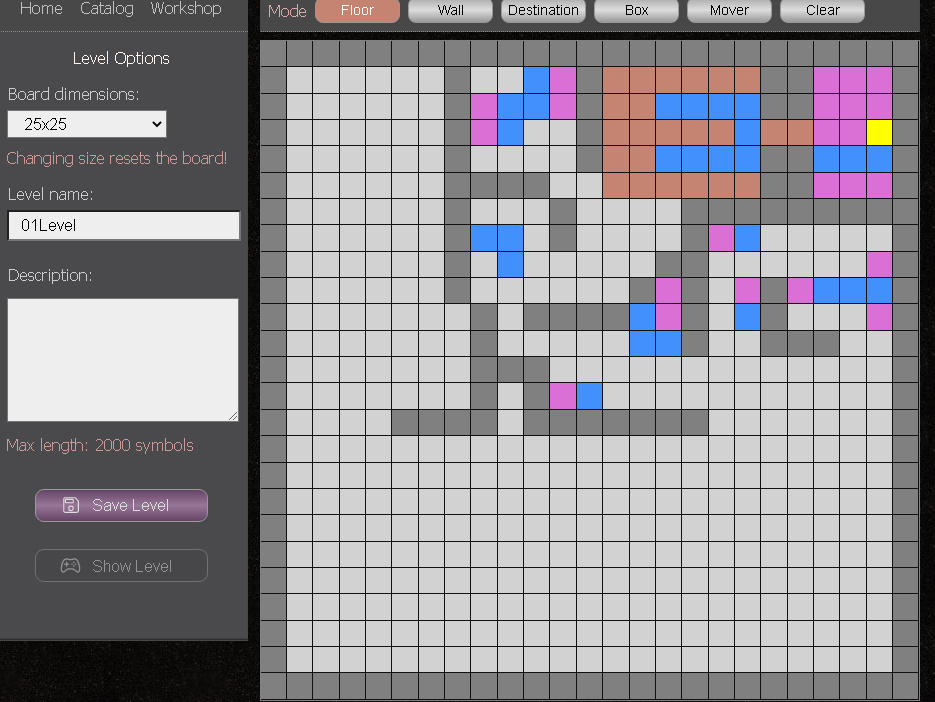 Home Catalog Workshop
Mode Floor Wall Destination Box Mover Clear
Level Options
Board dimensions:
25x25
Changing size resets the board!
Level name:
01Level
Description:
Max length: 2000 symbols
Save Level
Show Level